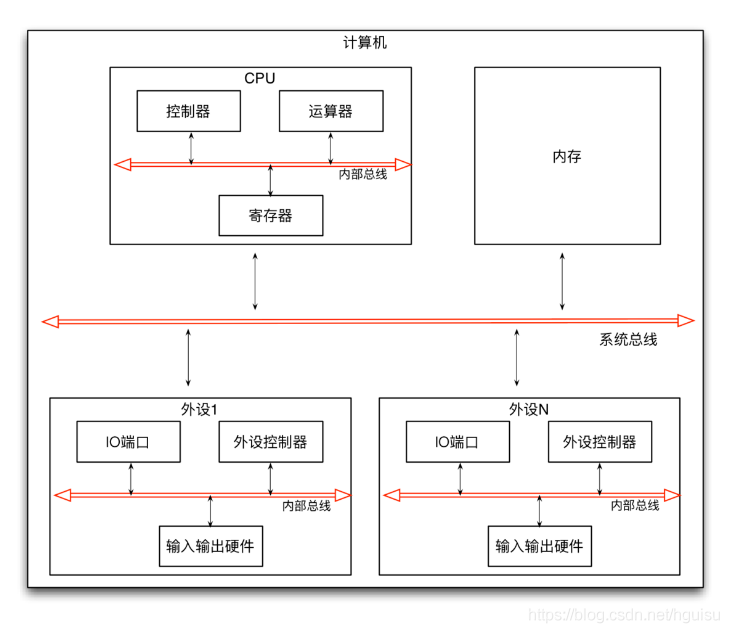 计算机
CPU
控制器
运算器
内部总线
寄存器
内存
系统总线
外设1
IO端口
外设控制器
内部总线
输入输出硬件
外设N
IO端口
外设控制器
内部总线
输入输出硬件
https://blog.csdn.net/hguisu